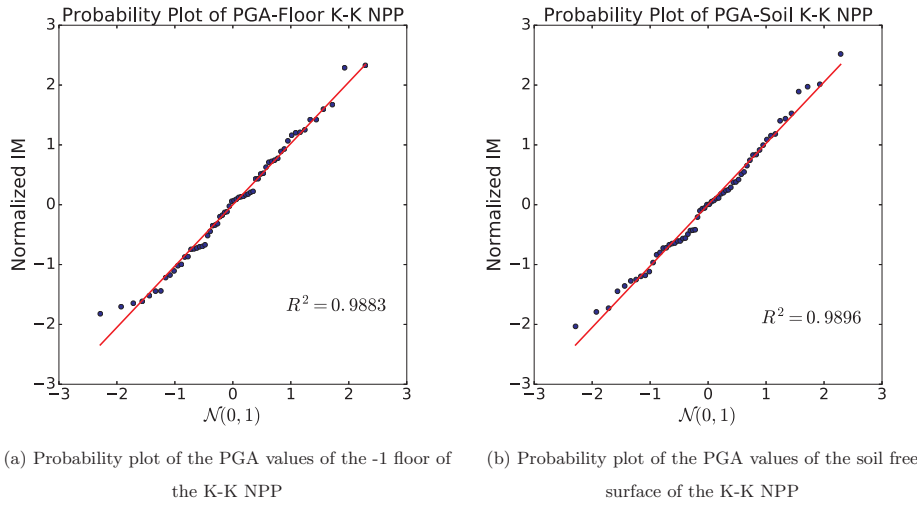 Probability Plot of PGA-Floor K-K NPP
3
2
1
0
−1
−2
−3
Normalized IM
R² = 0.9883
−3 −2 −1 0 1 2 3
N(0, 1)
(a) Probability plot of the PGA values of the -1 floor of
the K-K NPP
Probability Plot of PGA-Soil K-K NPP
3
2
1
0
−1
−2
−3
Normalized IM
R² = 0.9896
−3 −2 −1 0 1 2 3
N(0, 1)
(b) Probability plot of the PGA values of the soil free
surface of the K-K NPP